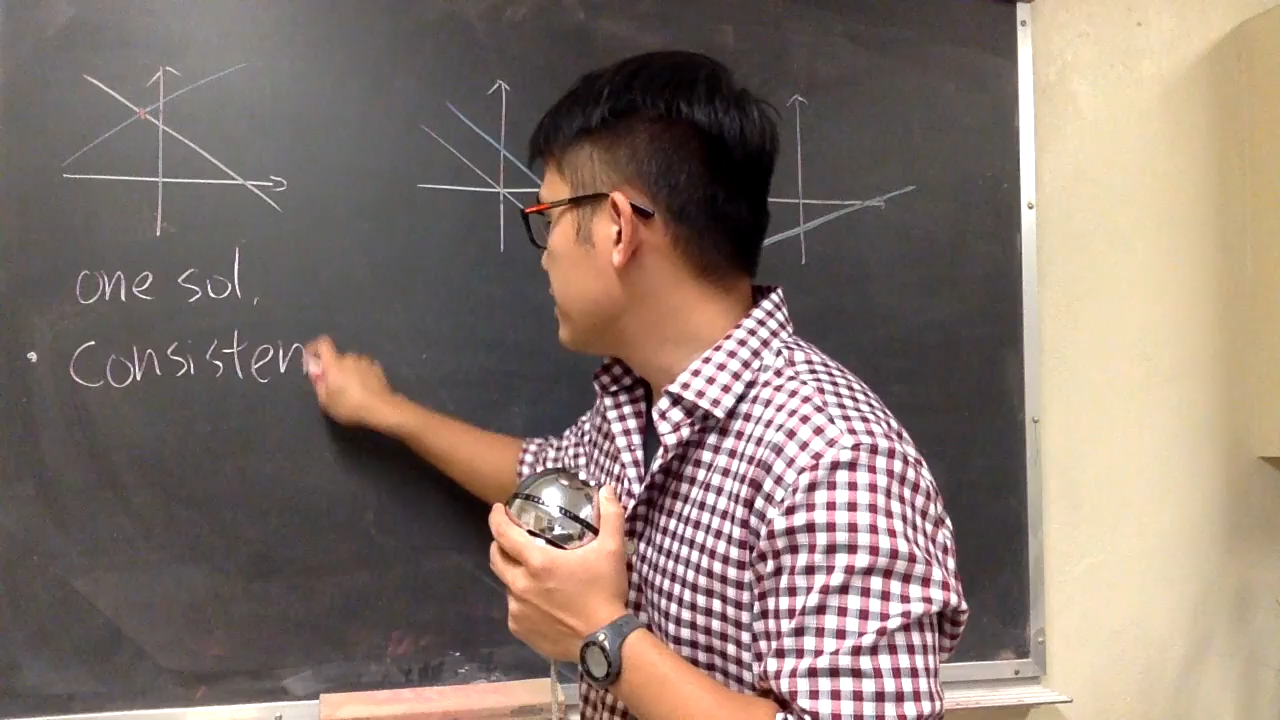 one sol.
• Consisten